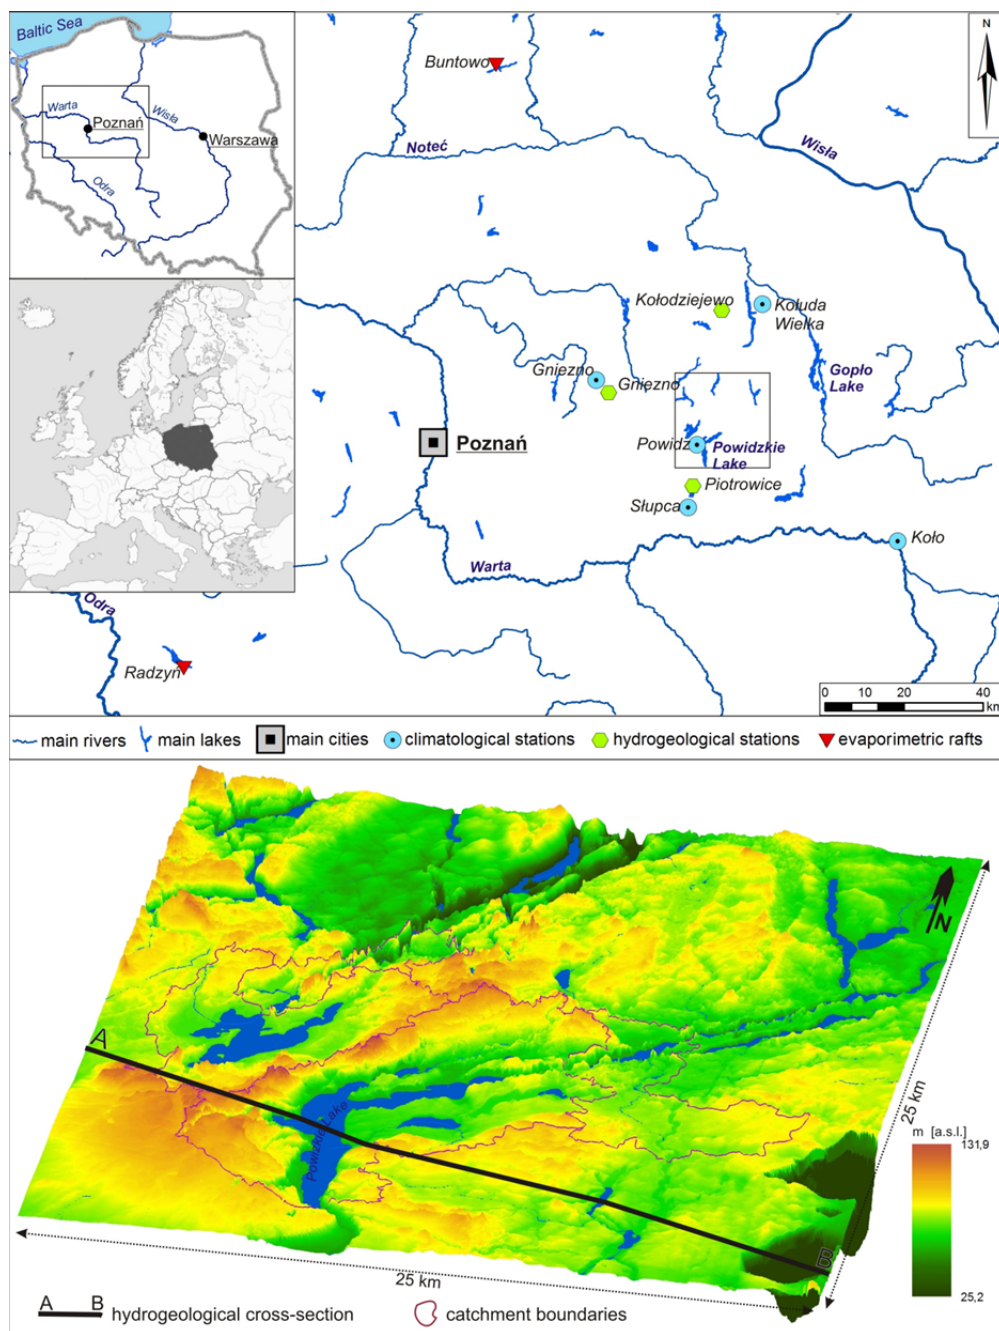 Baltic Sea
Warta
Poznań
Wisła
Warszawa
Odra
N
Buntowo
Noteć
Wisła
Kołodziejewo
Kołuda
Wielka
Gniezno
Gnięzno
Gopło
Lake
Poznań
Powidz
Powidzkie
Lake
Piotrowice
Słupca
Koło
Warta
Odra
Radzyń
0 10 20 40
km
main rivers main lakes main cities climatological stations hydrogeological stations evaporimetric rafts
N
A
Powidzkie Lake
25 km
m [a.s.l.]
131,9
B
25,2
25 km
A B hydrogeological cross-section catchment boundaries